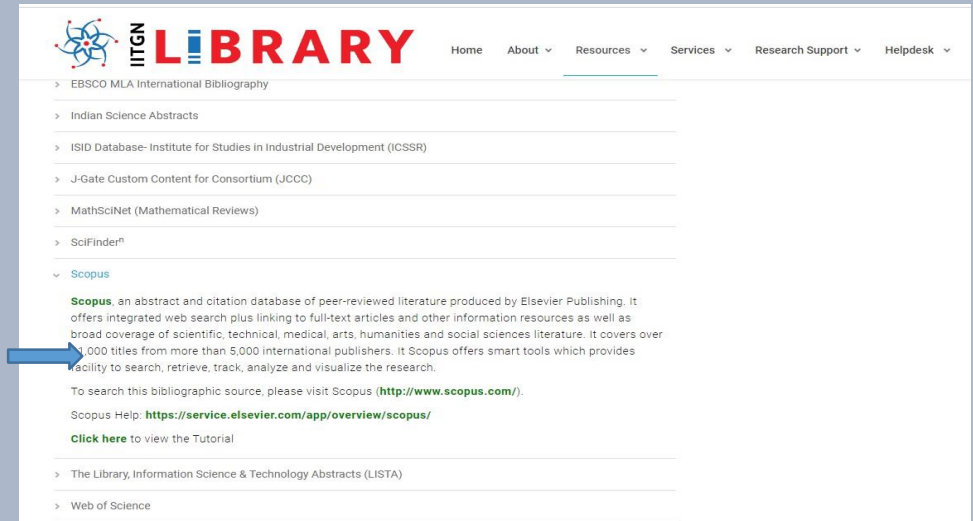 IITGN LiBRARY
Home About Resources Services Research Support Helpdesk
EBSCO MLA International Bibliography
Indian Science Abstracts
ISID Database- Institute for Studies in Industrial Development (ICSSR)
J-Gate Custom Content for Consortium (JCCC)
MathSciNet (Mathematical Reviews)
SciFinderⁿ
Scopus
Scopus, an abstract and citation database of peer-reviewed literature produced by Elsevier Publishing. It
offers integrated web search plus linking to full-text articles and other information resources as well as
broad coverage of scientific, technical, medical, arts, humanities and social sciences literature. It covers over
1,000 titles from more than 5,000 international publishers. It Scopus offers smart tools which provides
facility to search, retrieve, track, analyze and visualize the research.
To search this bibliographic source, please visit Scopus (http://www.scopus.com/).
Scopus Help: https://service.elsevier.com/app/overview/scopus/
Click here to view the Tutorial
The Library, Information Science & Technology Abstracts (LISTA)
Web of Science